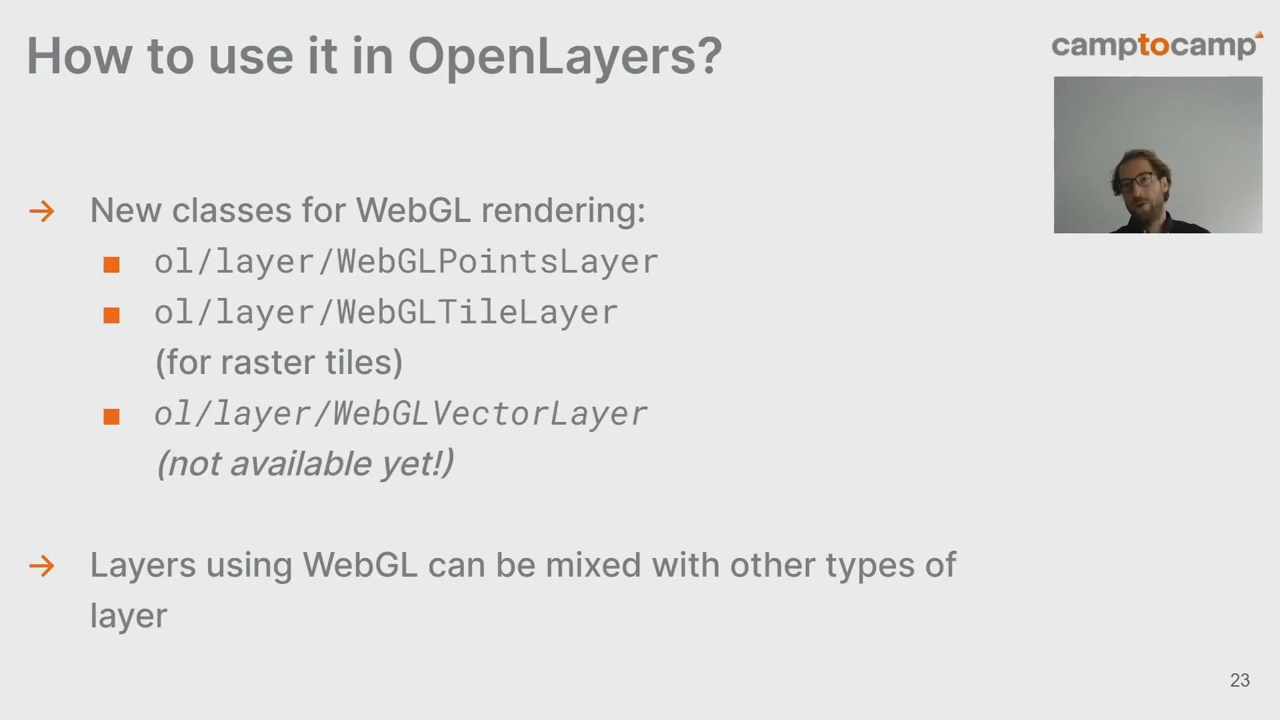 How to use it in OpenLayers?
camptocamp
→ New classes for WebGL rendering:
■ ol/layer/WebGLPointsLayer
■ ol/layer/WebGLTileLayer
(for raster tiles)
■ ol/layer/WebGLVectorLayer
(not available yet!)
→ Layers using WebGL can be mixed with other types of
layer
23